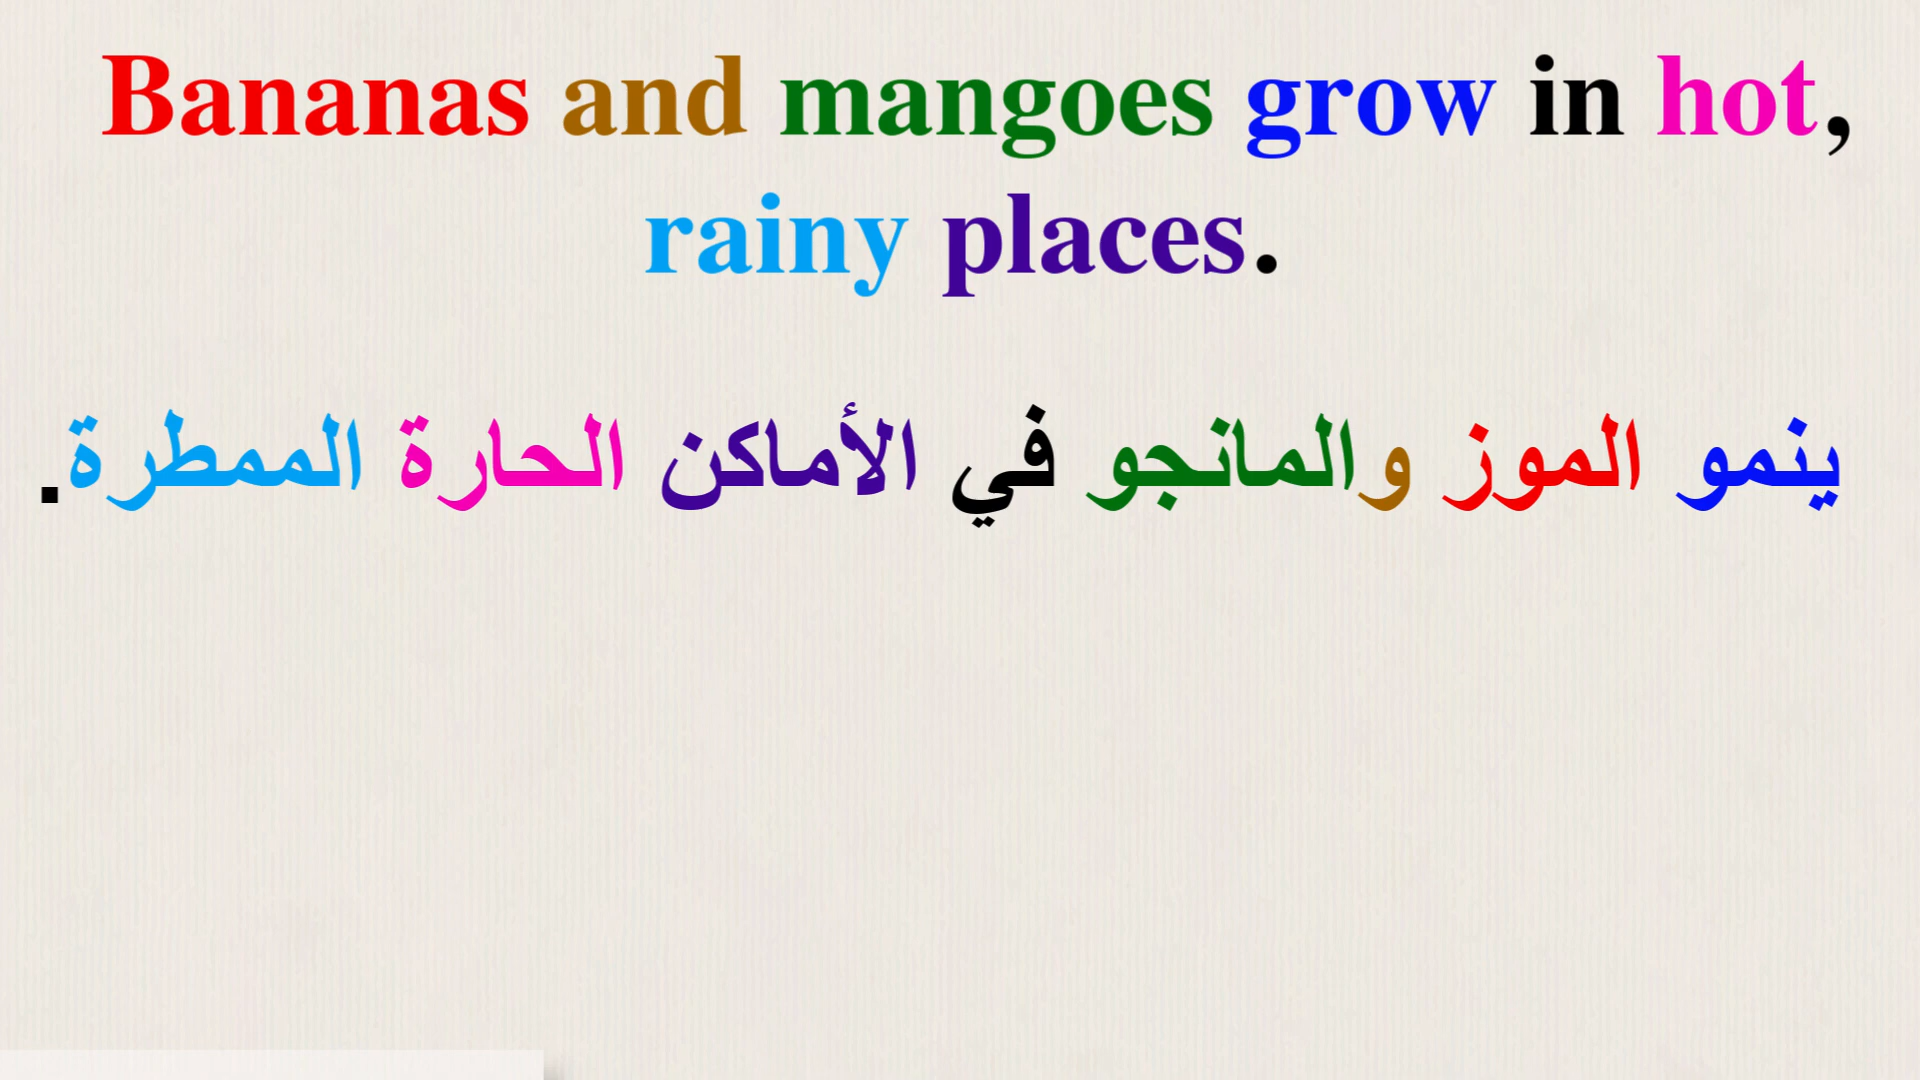 Bananas and mangoes grow in hot,
rainy places.
ينمو الموز والمانجو في الأماكن الحارة الممطرة.